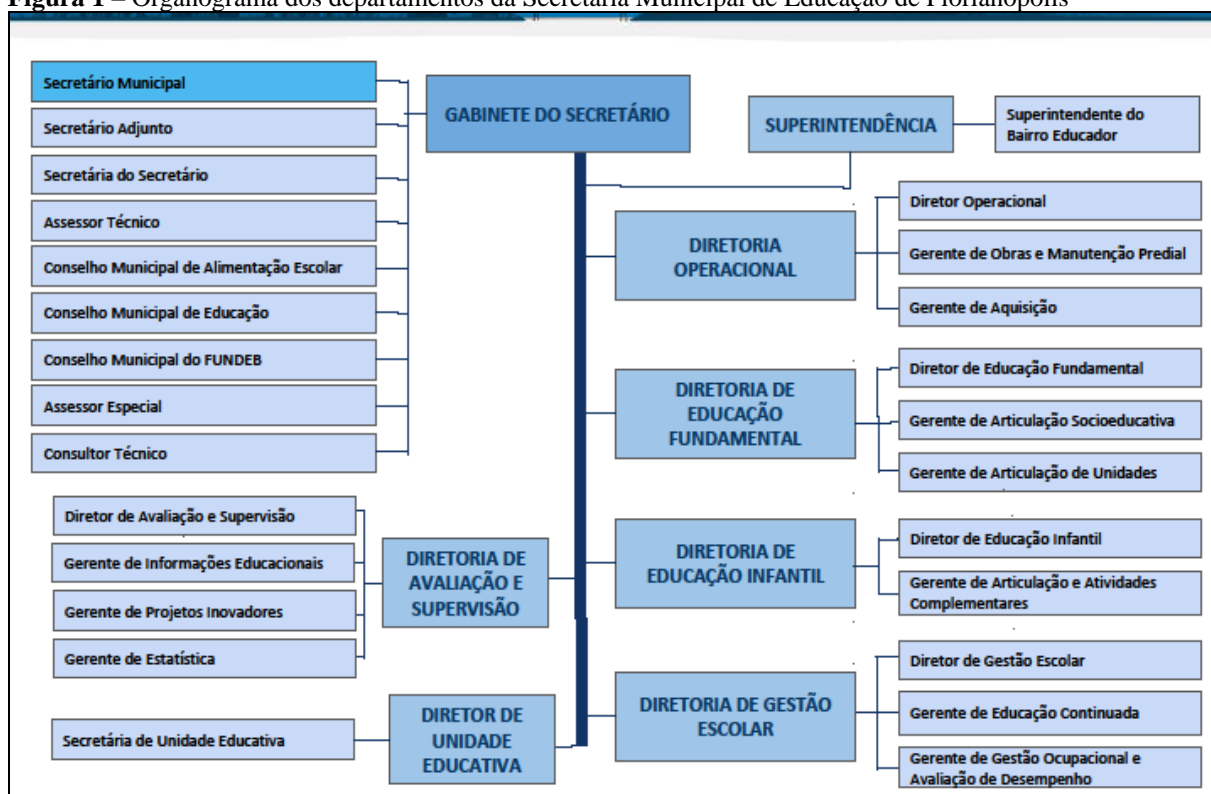 Figura 1 – Organograma dos departamentos da Secretaria Municipal de Educação de Florianópolis
Secretário Municipal
Secretário Adjunto
Secretária do Secretário
Assessor Técnico
Conselho Municipal de Alimentação Escolar
Conselho Municipal de Educação
Conselho Municipal do FUNDEB
Assessor Especial
Consultor Técnico
GABINETE DO SECRETÁRIO
SUPERINTENDÊNCIA
Superintendente do
Bairro Educador
DIRETORIA
OPERACIONAL
Diretor Operacional
Gerente de Obras e Manutenção Predial
Gerente de Aquisição
DIRETORIA DE
EDUCAÇÃO
FUNDAMENTAL
Diretor de Educação Fundamental
Gerente de Articulação Socioeducativa
Gerente de Articulação de Unidades
Diretor de Avaliação e Supervisão
Gerente de Informações Educacionais
Gerente de Projetos Inovadores
Gerente de Estatística
DIRETORIA DE
AVALIAÇÃO E
SUPERVISÃO
DIRETORIA DE
EDUCAÇÃO INFANTIL
Diretor de Educação Infantil
Gerente de Articulação e Atividades
Complementares
Secretária de Unidade Educativa
DIRETOR DE
UNIDADE
EDUCATIVA
DIRETORIA DE GESTÃO
ESCOLAR
Diretor de Gestão Escolar
Gerente de Educação Continuada
Gerente de Gestão Ocupacional e
Avaliação de Desempenho